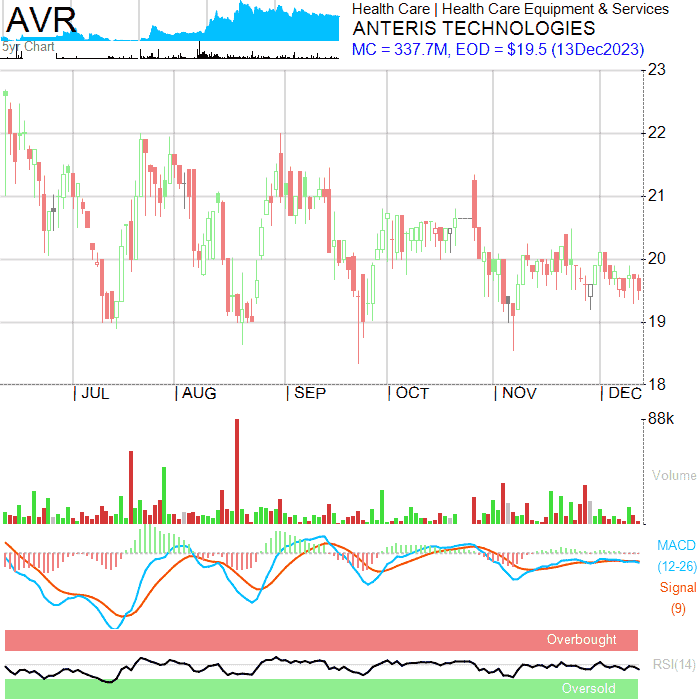 AVR
5yr Chart
Health Care | Health Care Equipment & Services
ANTERIS TECHNOLOGIES
MC = 337.7M, EOD = $19.5 (13Dec2023)
23
22
21
20
19
18
| JUL | AUG | SEP | OCT | NOV | DEC
88k
Volume
MACD
(12-26)
Signal
(9)
Overbought
RSI(14)
Oversold